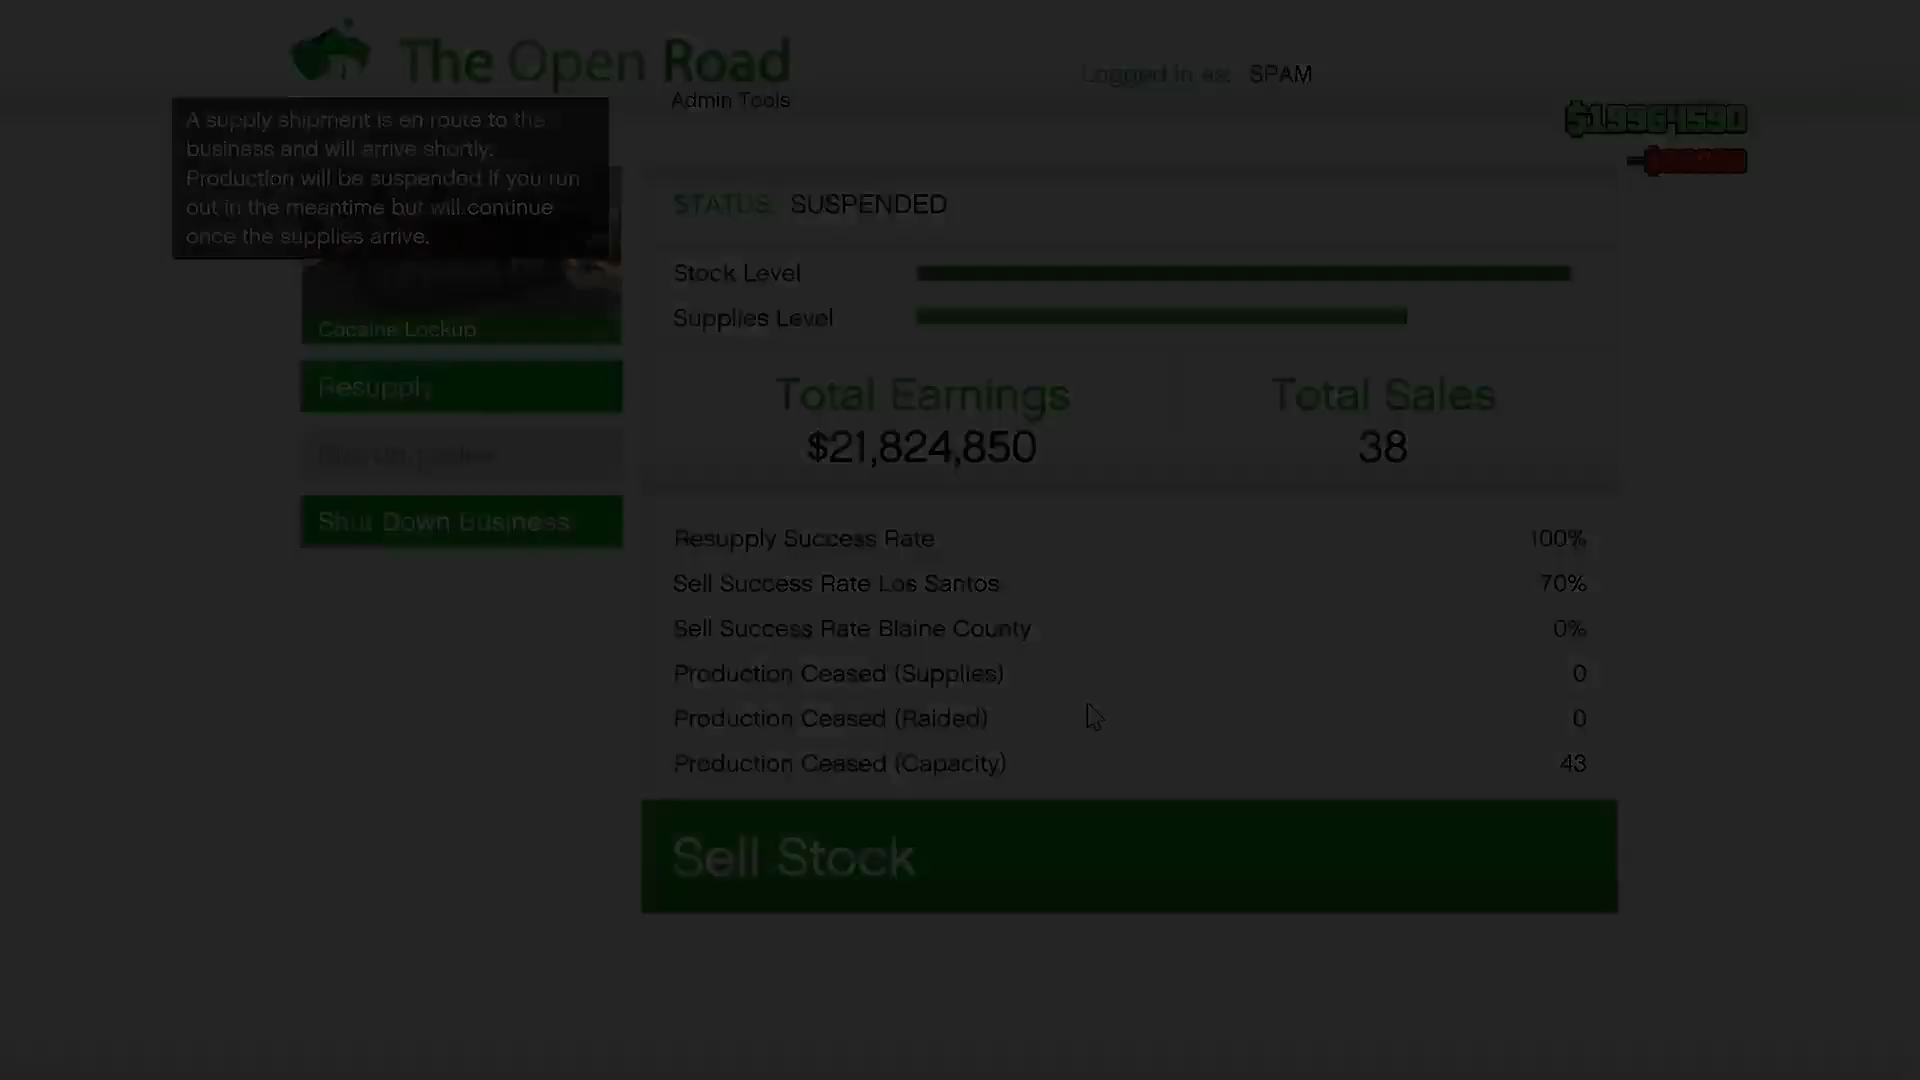 The Open Road
Admin Tools
Logged in as: SPAM
A supply shipment is en route to the
business and will arrive shortly.
Production will be suspended if you run
out in the meantime but will continue
once the supplies arrive.
Cocaine Lockup
Resupply
Shut Down Business
STATUS: SUSPENDED
Stock Level
Supplies Level
Total Earnings
$21,824,850
Total Sales
38
Resupply Success Rate 100%
Sell Success Rate Los Santos 70%
Sell Success Rate Blaine County 0%
Production Ceased (Supplies) 0
Production Ceased (Raided) 0
Production Ceased (Capacity) 43
Sell Stock